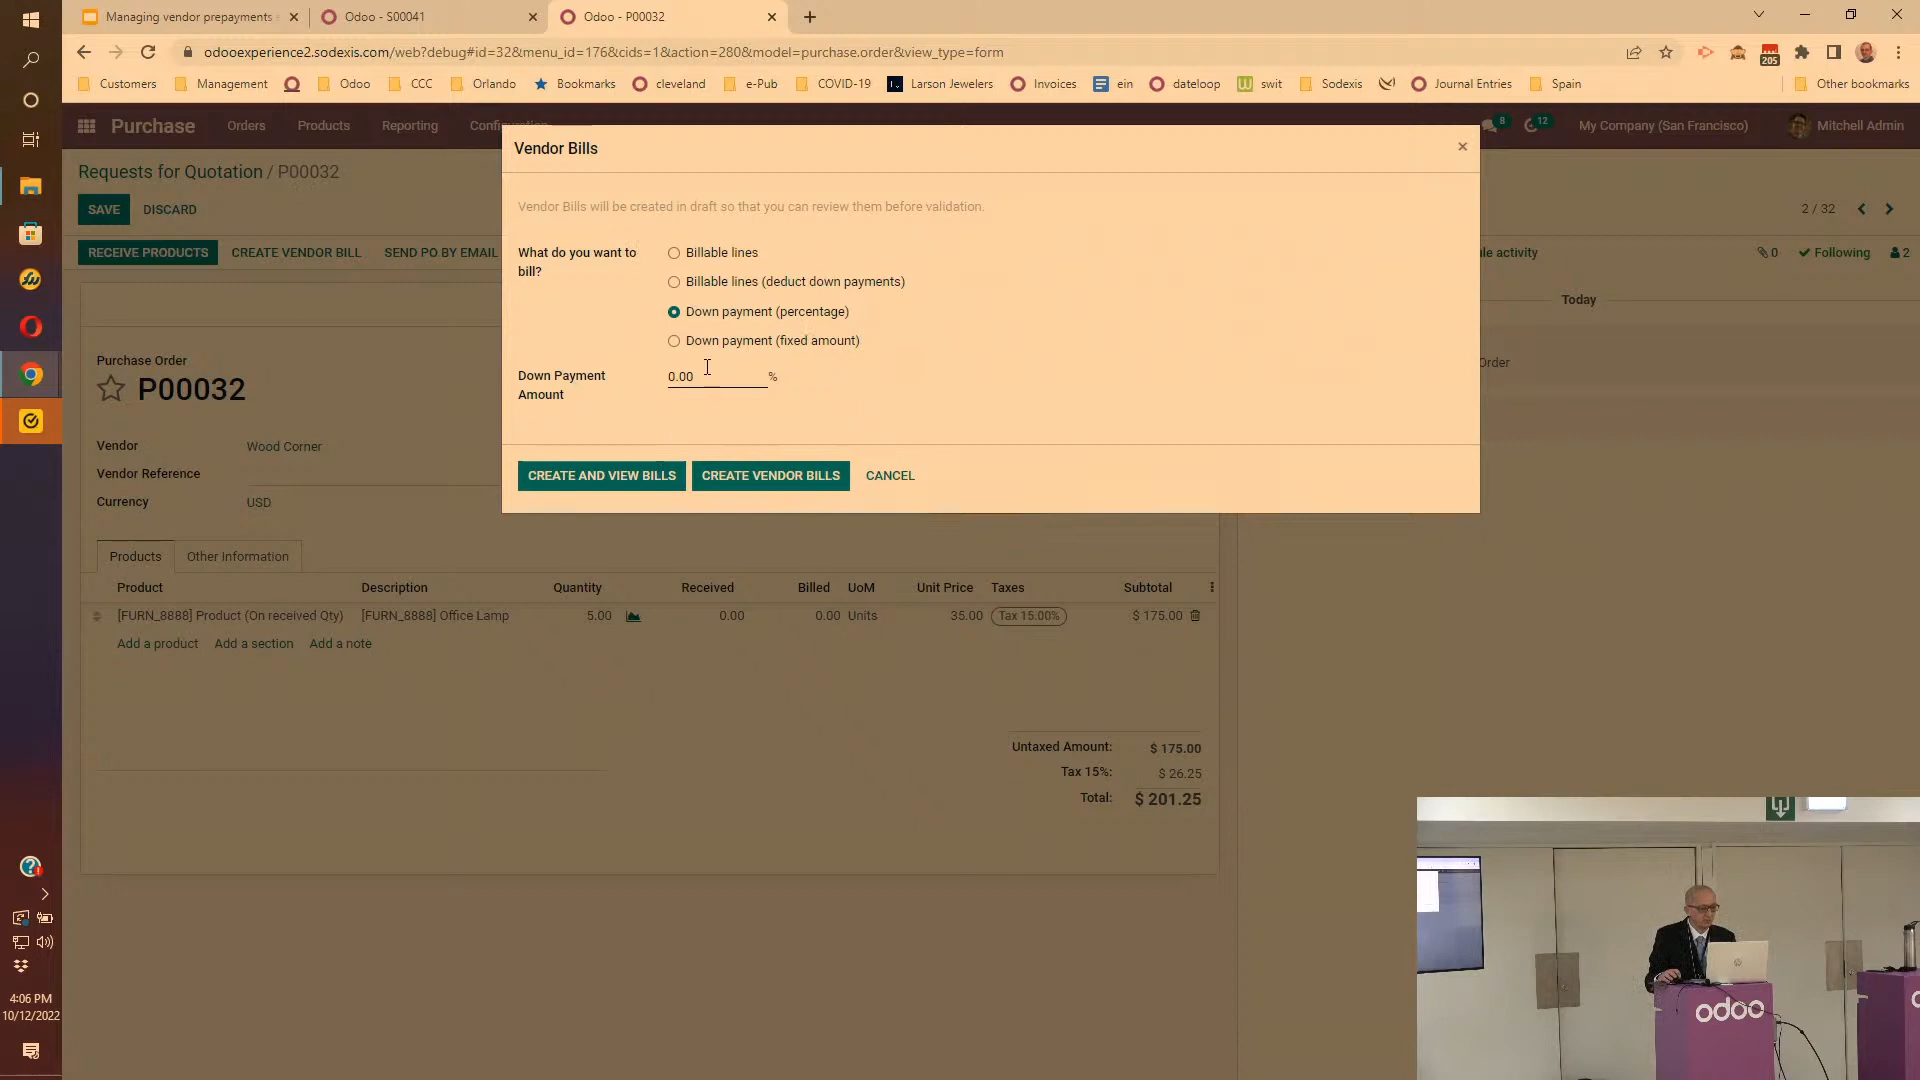 Managing vendor prepayments
Odoo - S00041
Odoo - P00032
odooexperience2.sodexis.com/web?debug#id=32&menu_id=176&cids=1&action=280&model=purchase.order&view_type=form
205
Customers Management Odoo CCC Orlando Bookmarks cleveland e-Pub COVID-19 Larson Jewelers Invoices ein dateloop swit Sodexis Journal Entries Spain Other bookmarks
Purchase Orders Products Reporting 8 12 My Company (San Francisco) Mitchell Admin
Vendor Bills
Requests for Quotation / P00032
SAVE DISCARD
2 / 32
RECEIVE PRODUCTS CREATE VENDOR BILL SEND PO BY EMAIL
activity 0 Following 2
Today
Order
Vendor Bills will be created in draft so that you can review them before validation.
What do you want to
bill?
Billable lines
Billable lines (deduct down payments)
Down payment (percentage)
Down payment (fixed amount)
Down Payment
Amount
0.00 %
CREATE AND VIEW BILLS CREATE VENDOR BILLS CANCEL
Purchase Order
P00032
Vendor Wood Corner
Vendor Reference
Currency USD
Products Other Information
Product Description Quantity Received Billed UoM Unit Price Taxes Subtotal
[FURN_8888] Product (On received Qty) [FURN_8888] Office Lamp 5.00 0.00 0.00 Units 35.00 Tax 15.00% $ 175.00
Add a product Add a section Add a note
Untaxed Amount: $ 175.00
Tax 15%: $ 26.25
Total: $ 201.25
4:06 PM
10/12/2022
odoo